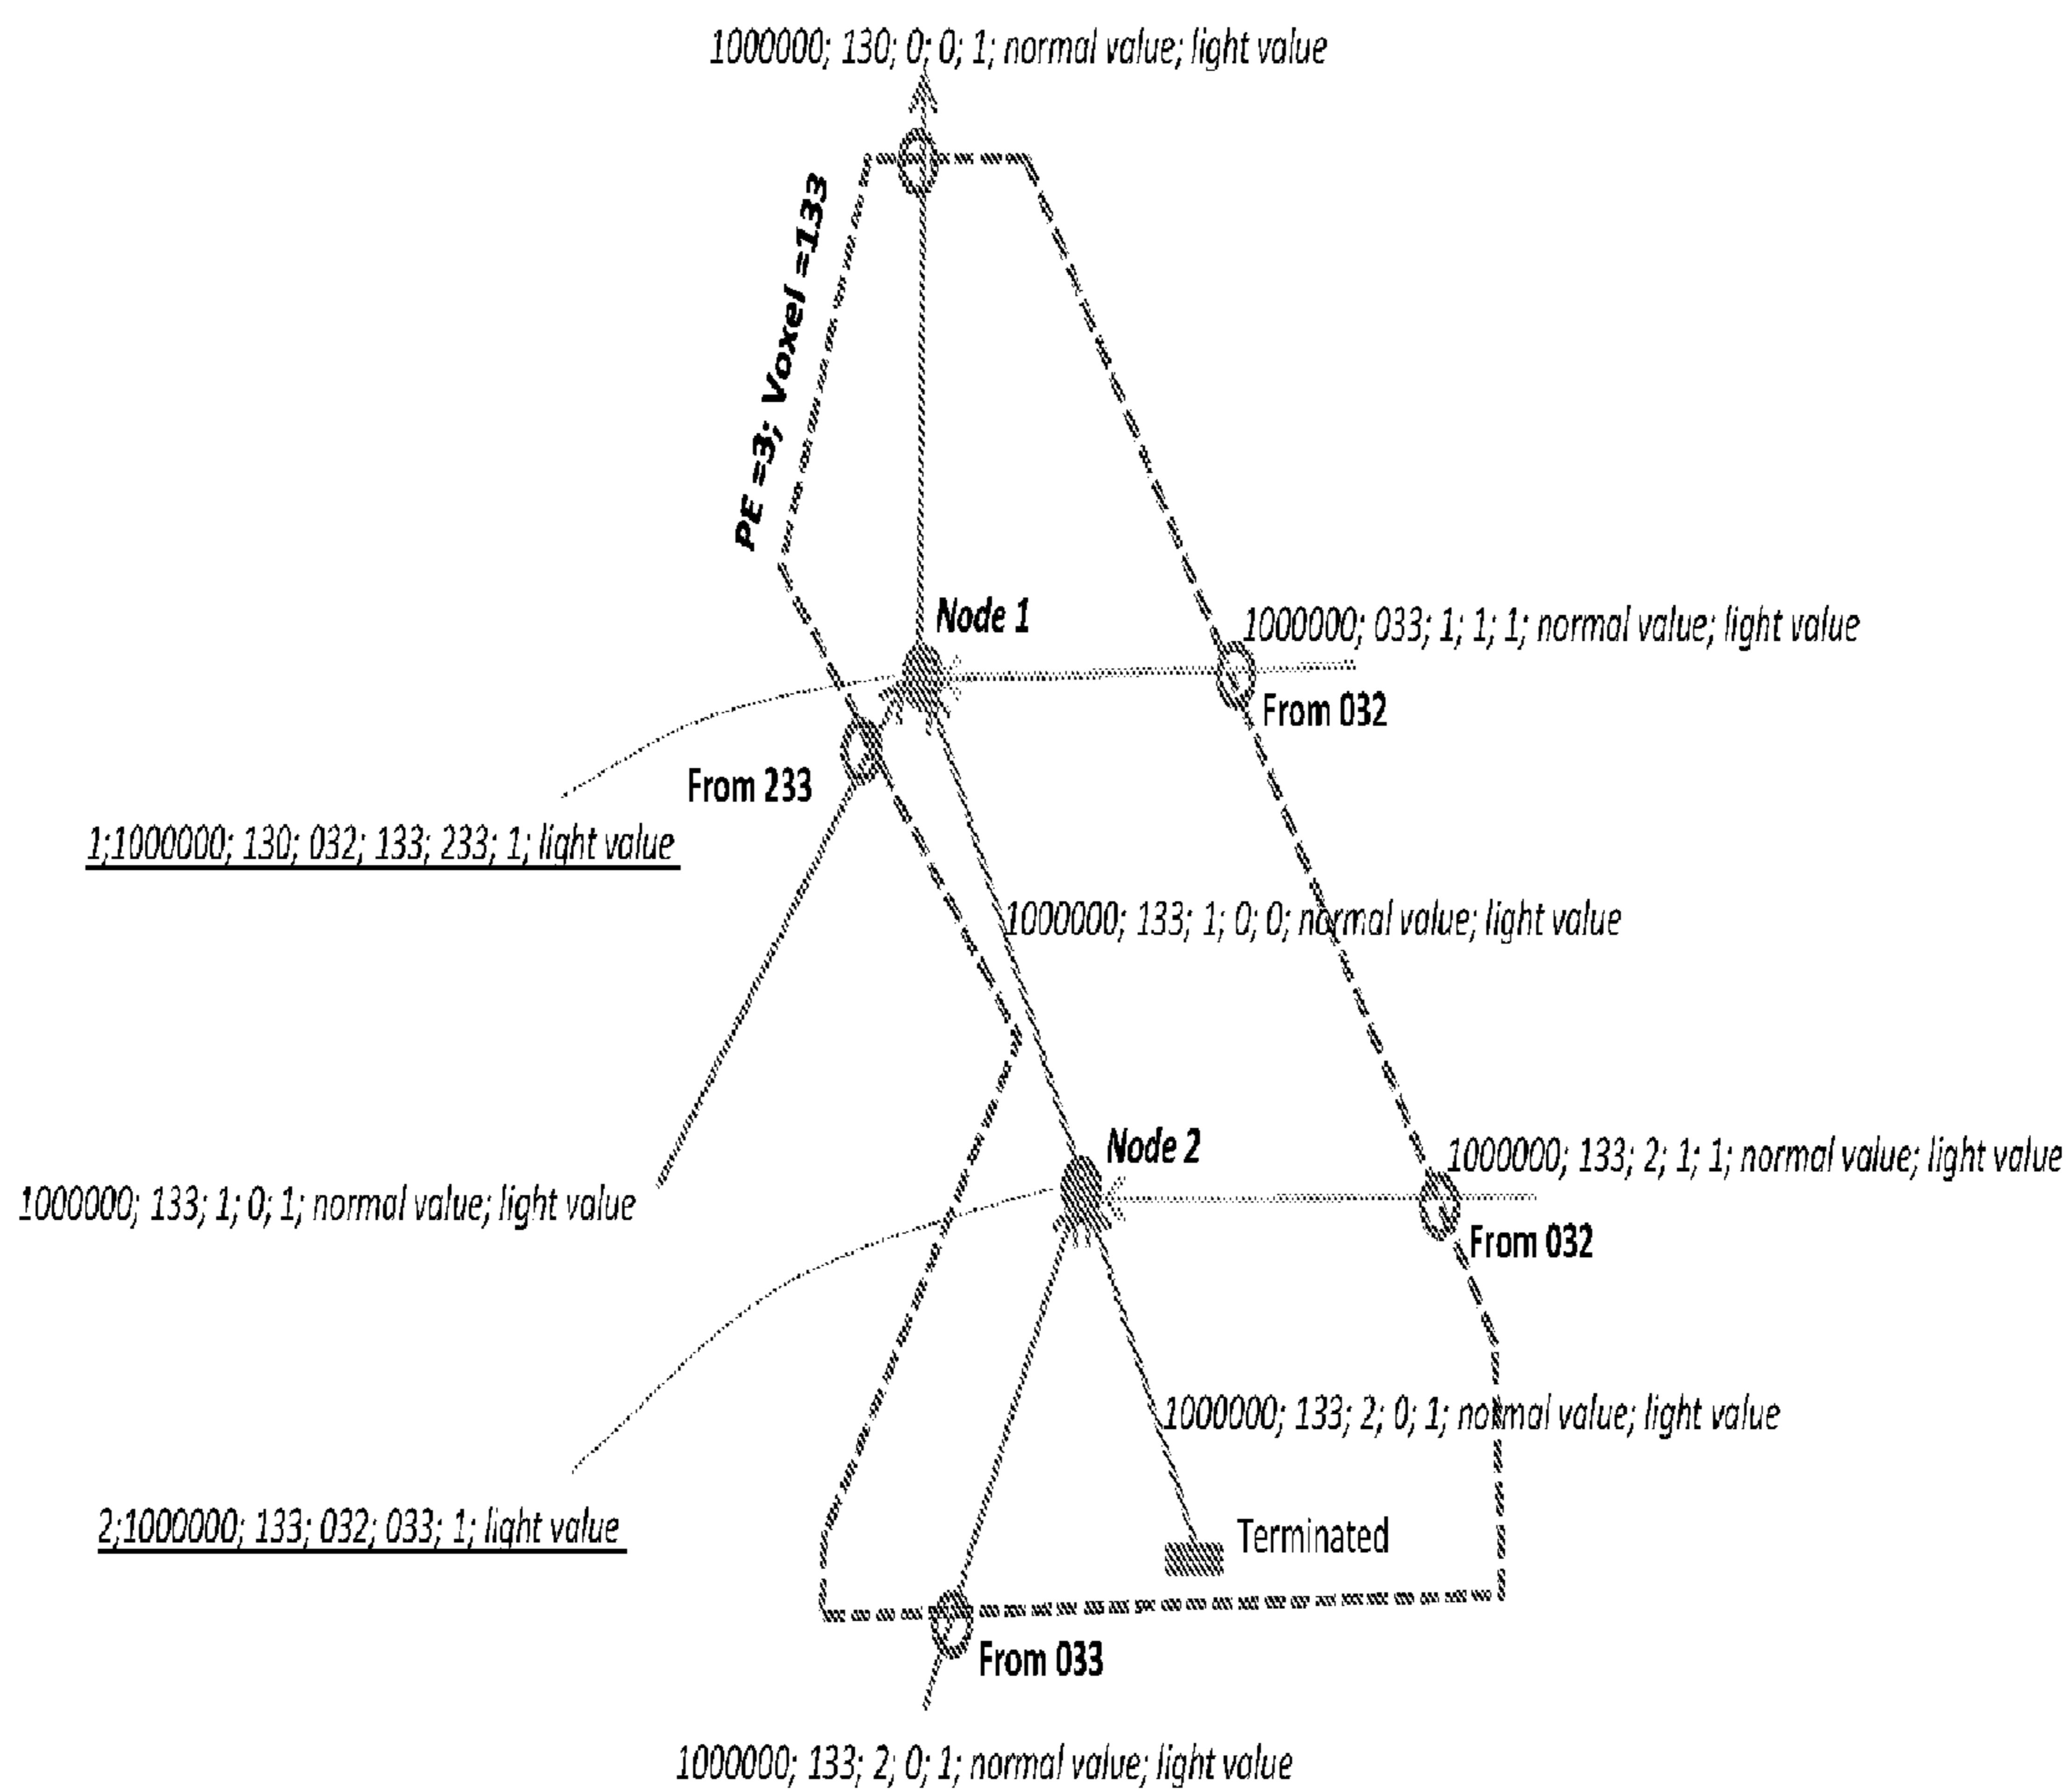 1000000; 130; 0; 0; 1; normal value; light value
PE =3; Voxel =133
Node 1
1000000; 033; 1; 1; 1; normal value; light value
From 032
From 233
1;1000000; 130; 032; 133; 233; 1; light value
1000000; 133; 1; 0; 0; normal value; light value
Node 2
1000000; 133; 2; 1; 1; normal value; light value
1000000; 133; 1; 0; 1; normal value; light value
From 032
1000000; 133; 2; 0; 1; normal value; light value
2;1000000; 133; 032; 033; 1; light value
Terminated
From 033
1000000; 133; 2; 0; 1; normal value; light value